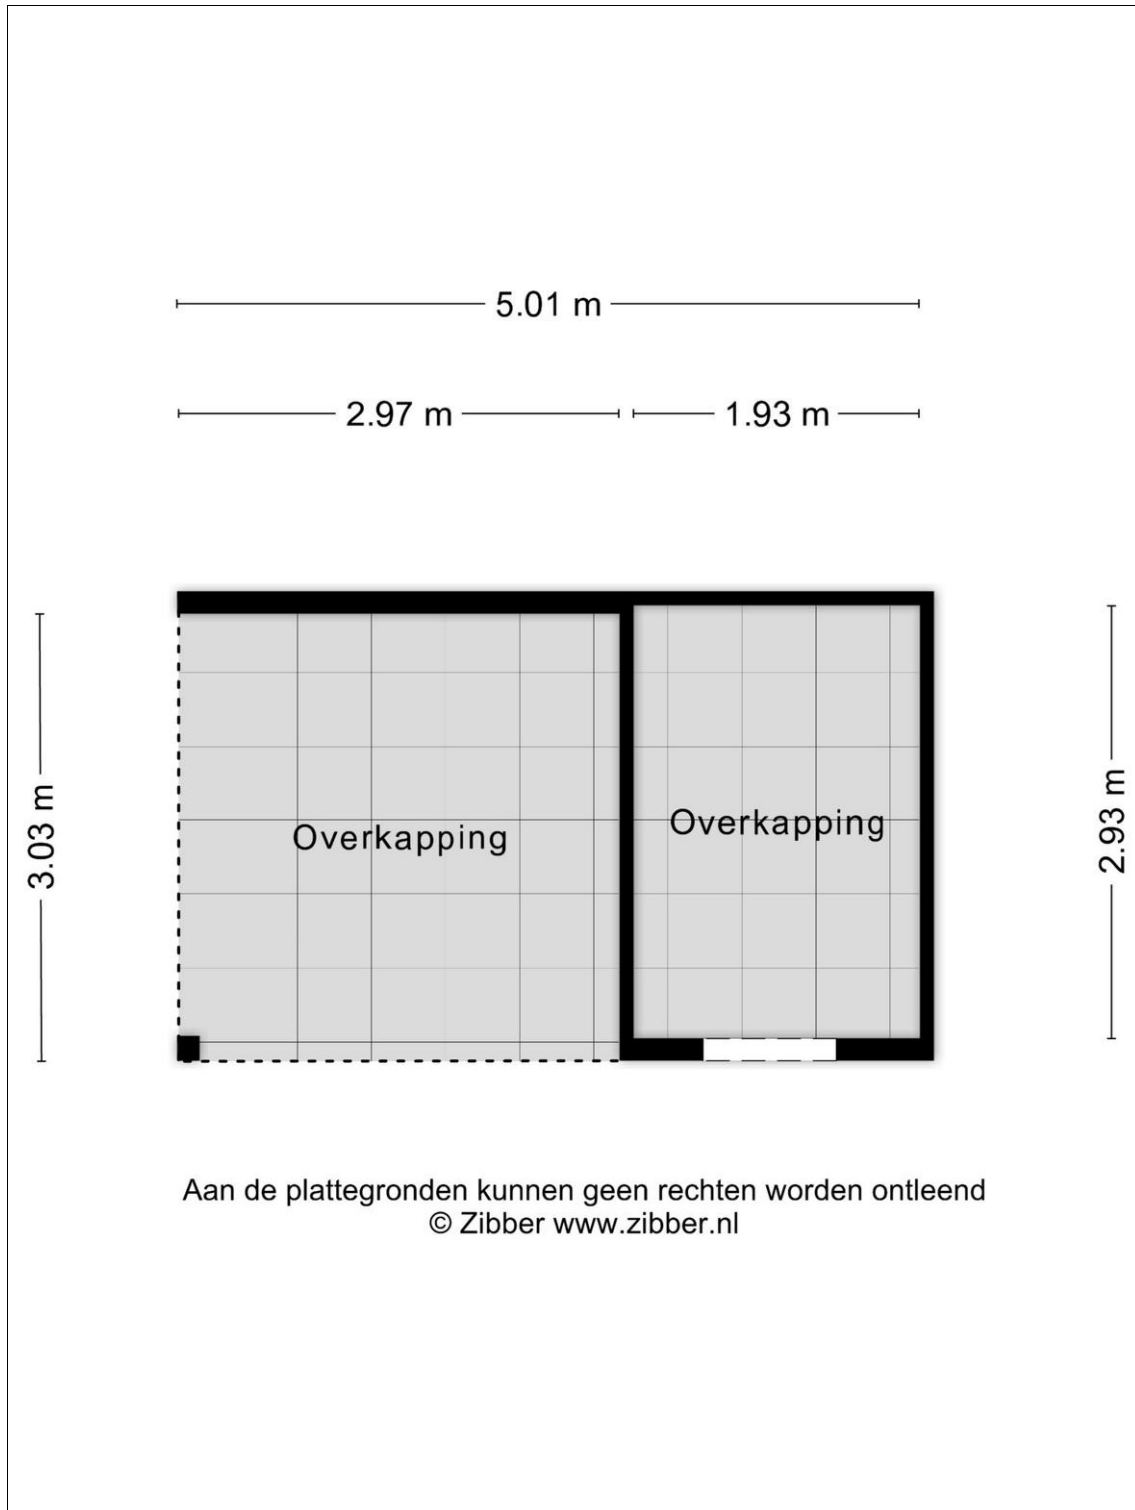 5.01 m
2.97 m
1.93 m
3.03 m
2.93 m
Overkapping
Overkapping
Aan de plattegronden kunnen geen rechten worden ontleend
© Zibber www.zibber.nl